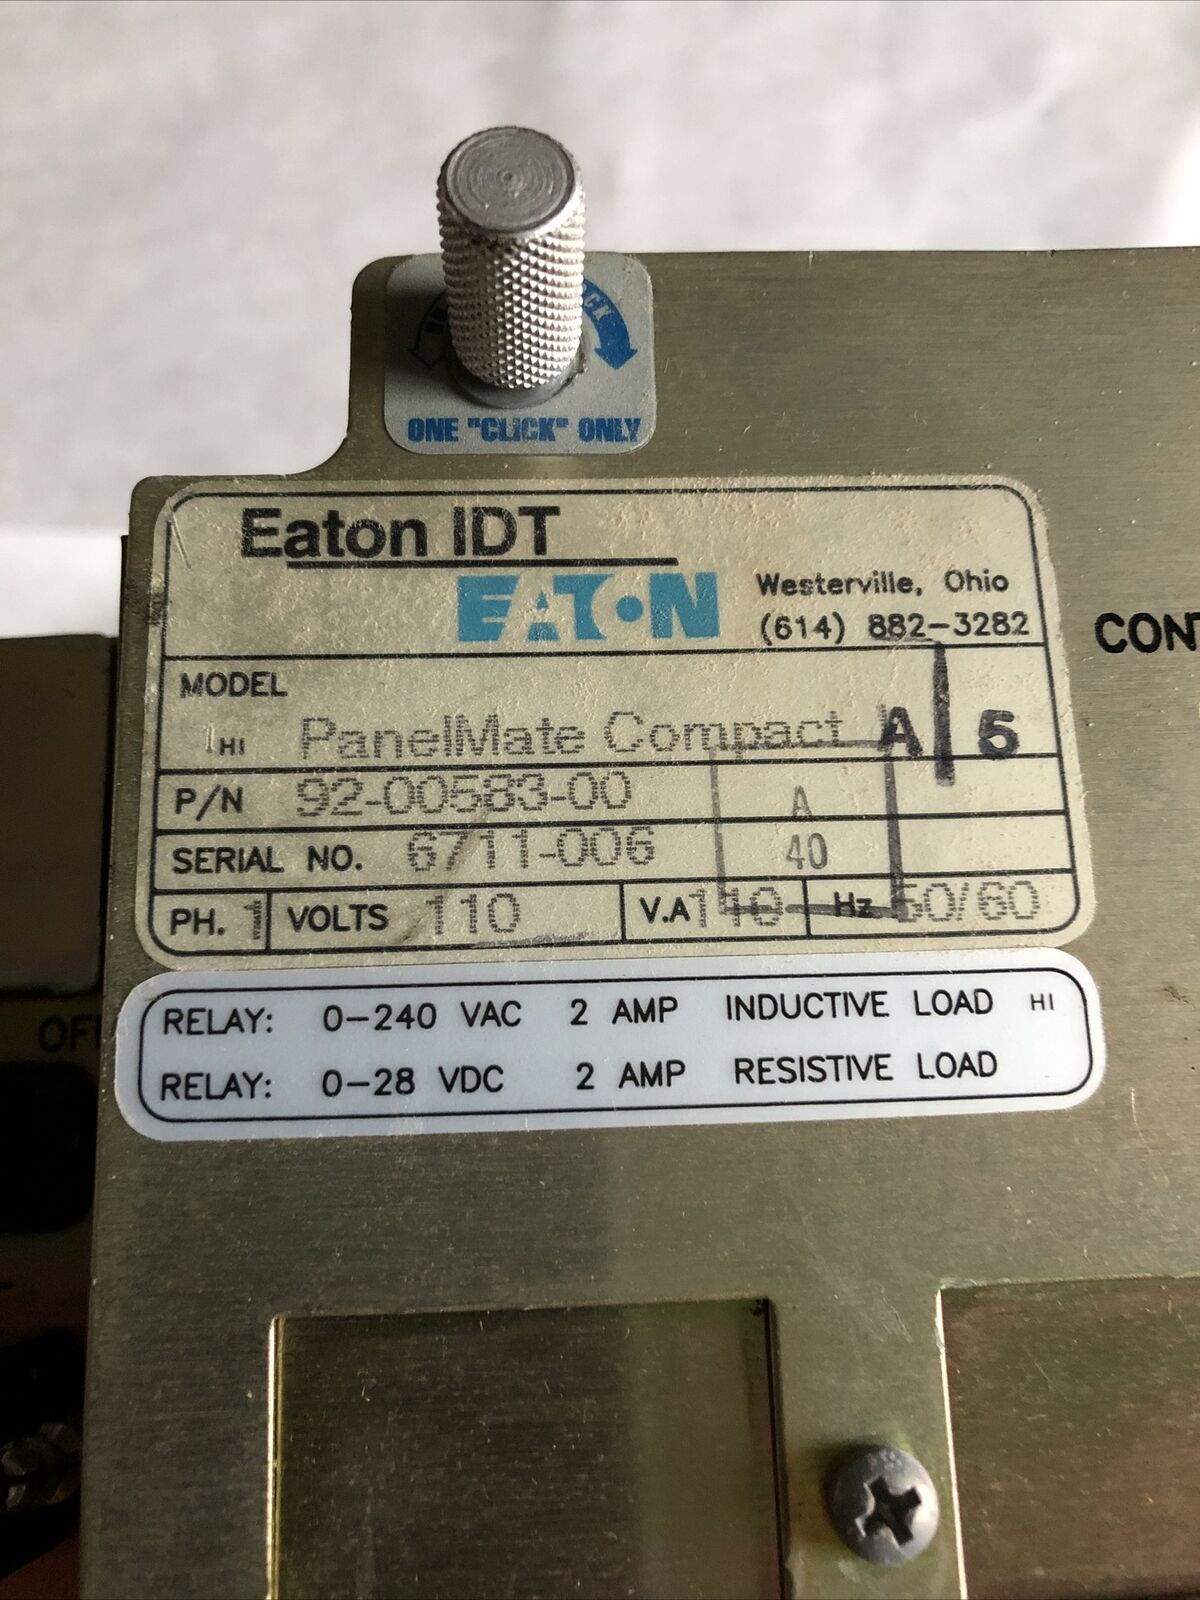 CK
ONE "CLICK" ONLY
Eaton IDT
EATON
Westerville, Ohio
(614) 882-3282
CONT
MODEL
HI PanelMate Compact A 5
P/N 92-00583-00 A
SERIAL NO. 6711-006 40
PH. 1 VOLTS 110 V.A 110 Hz 50/60
OFF
RELAY: 0-240 VAC 2 AMP INDUCTIVE LOAD HI
RELAY: 0-28 VDC 2 AMP RESISTIVE LOAD